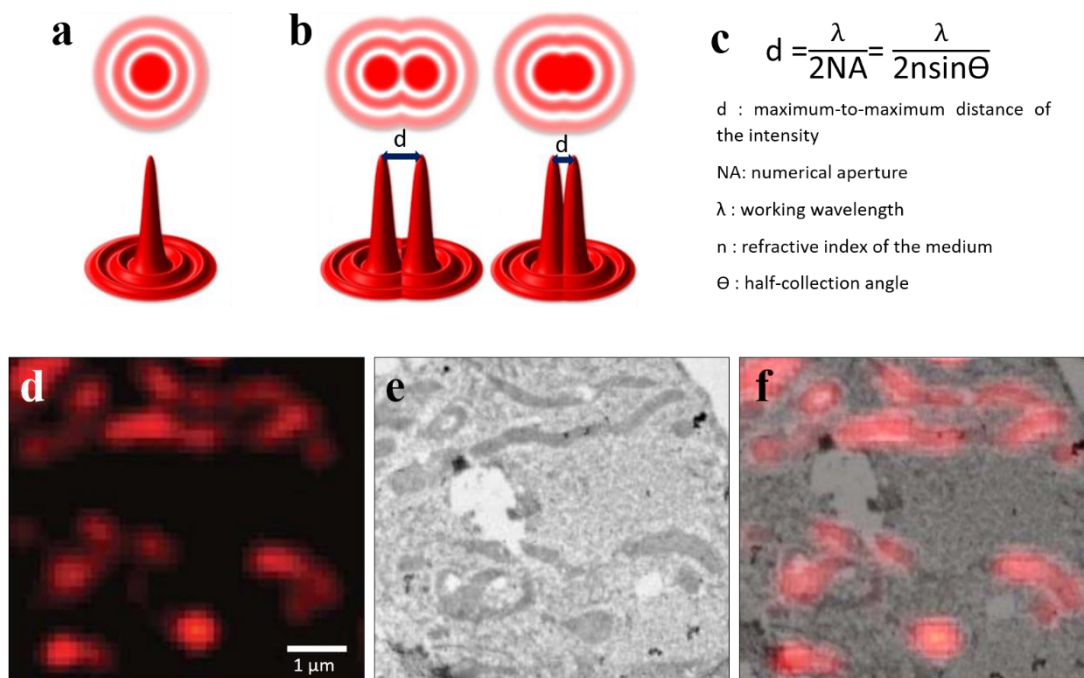 a
b
d
d
c
d = λ/2NA = λ/2nsinΘ
d : maximum-to-maximum distance of
the intensity
NA: numerical aperture
λ : working wavelength
n : refractive index of the medium
Θ : half-collection angle
d
1 µm
e
f